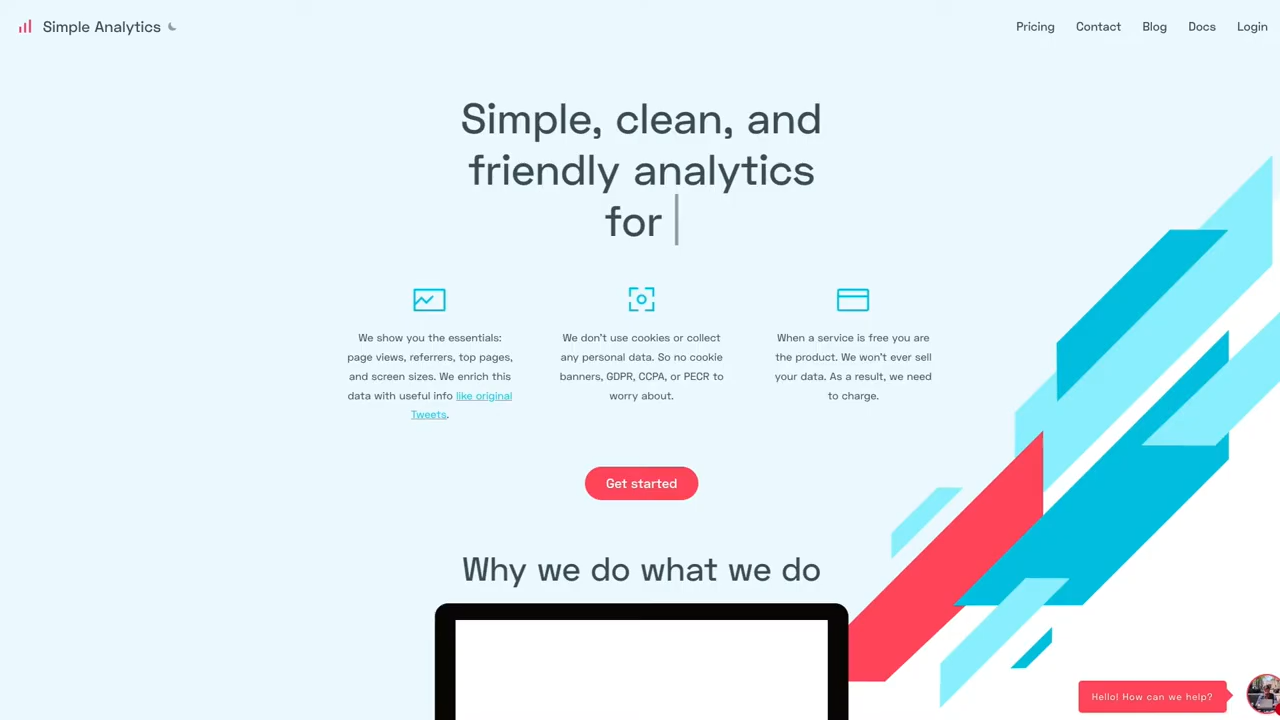 Simple Analytics
Pricing
Contact
Blog
Docs
Login
Simple, clean, and
friendly analytics
for
We show you the essentials:
page views, referrers, top pages,
and screen sizes. We enrich this
data with useful info like original
Tweets.
We don't use cookies or collect
any personal data. So no cookie
banners, GDPR, CCPA, or PECR to
worry about.
When a service is free you are
the product. We won't ever sell
your data. As a result, we need
to charge.
Get started
Why we do what we do
Hello! How can we help?